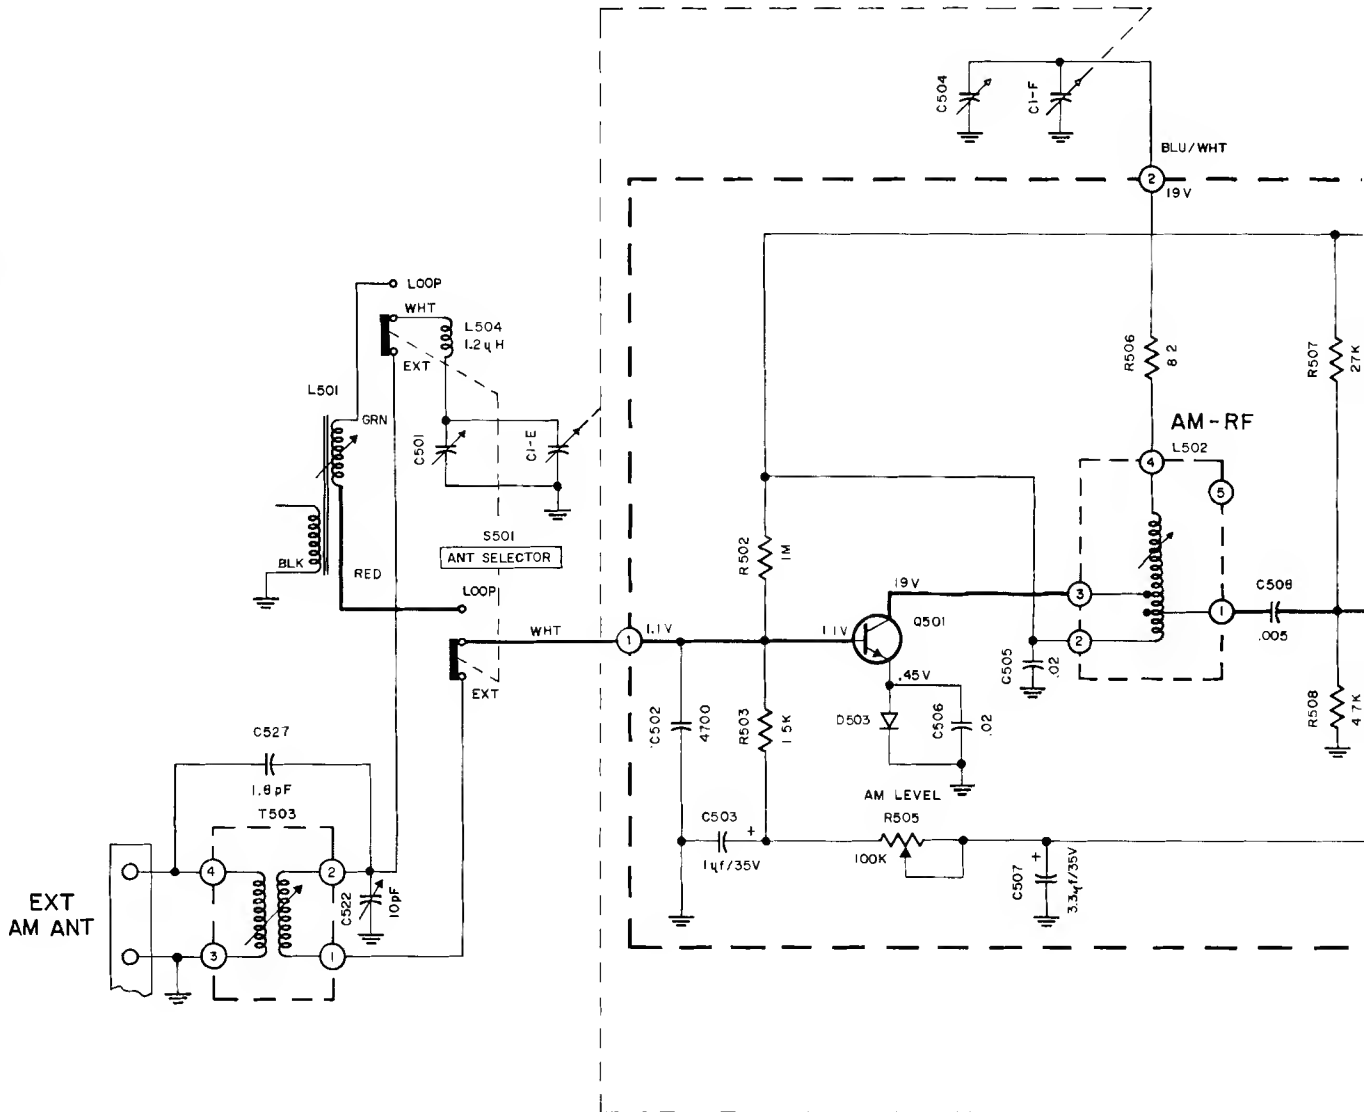 C504
C1-F
BLU/WHT
2
19V
LOOP
WHT
L504
1.2 µH
EXT
L501
GRN
C501
C1-E
R506
82
R507
27K
AM-RF
L502
4
5
S501
ANT SELECTOR
BLK
RED
LOOP
R502
1M
19V
3
C508
1
.005
WHT
1
1.1V
1.1V
Q501
2
C505
.02
EXT
.45V
C502
4700
R503
1.5K
D503
C506
.02
R508
4.7K
C527
1.8pF
AM LEVEL
T503
C503
+
1µf/35V
R505
100K
C507
+
3.3µf/35V
4
2
C522
10pF
EXT
AM ANT
3
1